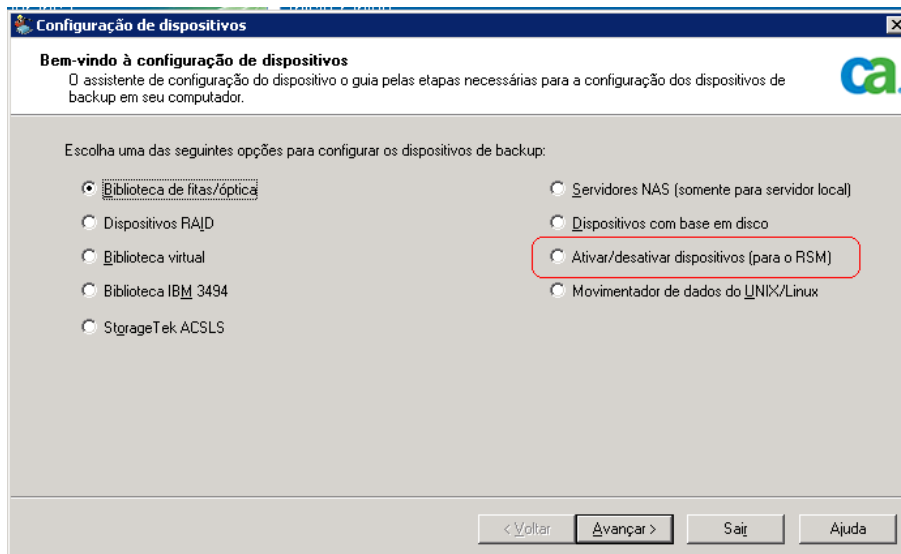 Configuração de dispositivos
Bem-vindo à configuração de dispositivos
O assistente de configuração do dispositivo o guia pelas etapas necessárias para a configuração dos dispositivos de
backup em seu computador.
ca.
Escolha uma das seguintes opções para configurar os dispositivos de backup:
Biblioteca de fitas/óptica
Dispositivos RAID
Biblioteca virtual
Biblioteca IBM 3494
StorageTek ACSLS
Servidores NAS (somente para servidor local)
Dispositivos com base em disco
Ativar/desativar dispositivos (para o RSM)
Movimentador de dados do UNIX/Linux
< Voltar
Avançar >
Sair
Ajuda